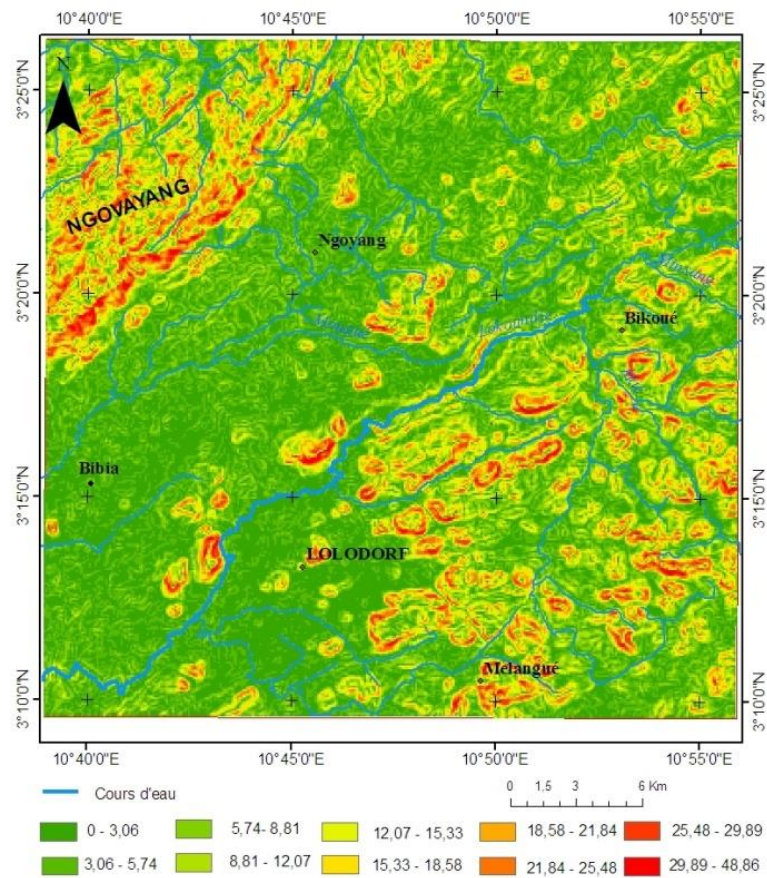 10°40'0"E 10°45'0"E 10°50'0"E 10°55'0"E
3°25'0"N 3°25'0"N
N
NGOVAYANG
Ngoyang
3°20'0"N 3°20'0"N
Bikoué
Bibia
3°15'0"N 3°15'0"N
LOLODORF
Melangué
3°10'0"N 3°10'0"N
10°40'0"E 10°45'0"E 10°50'0"E 10°55'0"E
Cours d'eau
0 1,5 3 6 Km
0 - 3,06 5,74- 8,81 12,07 - 15,33 18,58 - 21,84 25,48 - 29,89
3,06 - 5,74 8,81 - 12,07 15,33 - 18,58 21,84 - 25,48 29,89 - 48,86